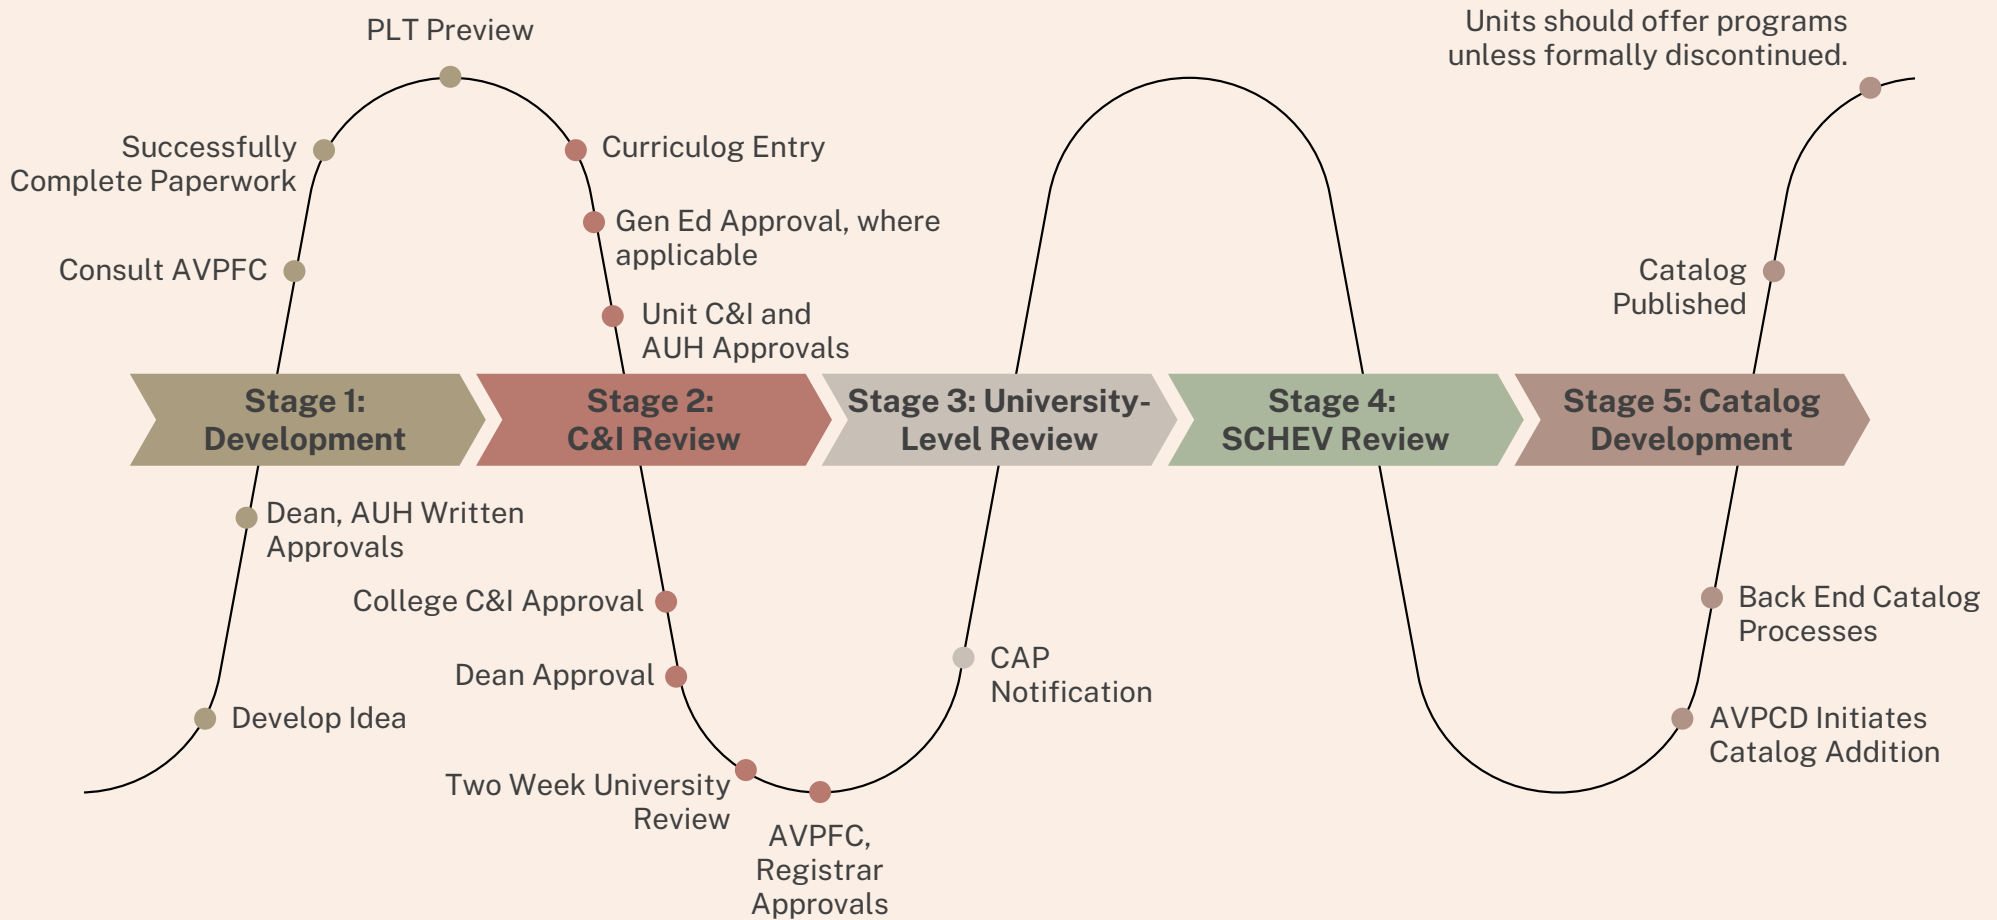 PLT Preview
Units should offer programs
unless formally discontinued.
Successfully
Complete Paperwork
Curriculog Entry
Gen Ed Approval, where
applicable
Consult AVPFC
Catalog
Published
Unit C&I and
AUH Approvals
Stage 1:
Development
Stage 2:
C&I Review
Stage 3: University-
Level Review
Stage 4:
SCHEV Review
Stage 5: Catalog
Development
Dean, AUH Written
Approvals
College C&I Approval
Back End Catalog
Processes
Dean Approval
CAP
Notification
Develop Idea
AVPCD Initiates
Catalog Addition
Two Week University
Review
AVPFC,
Registrar
Approvals